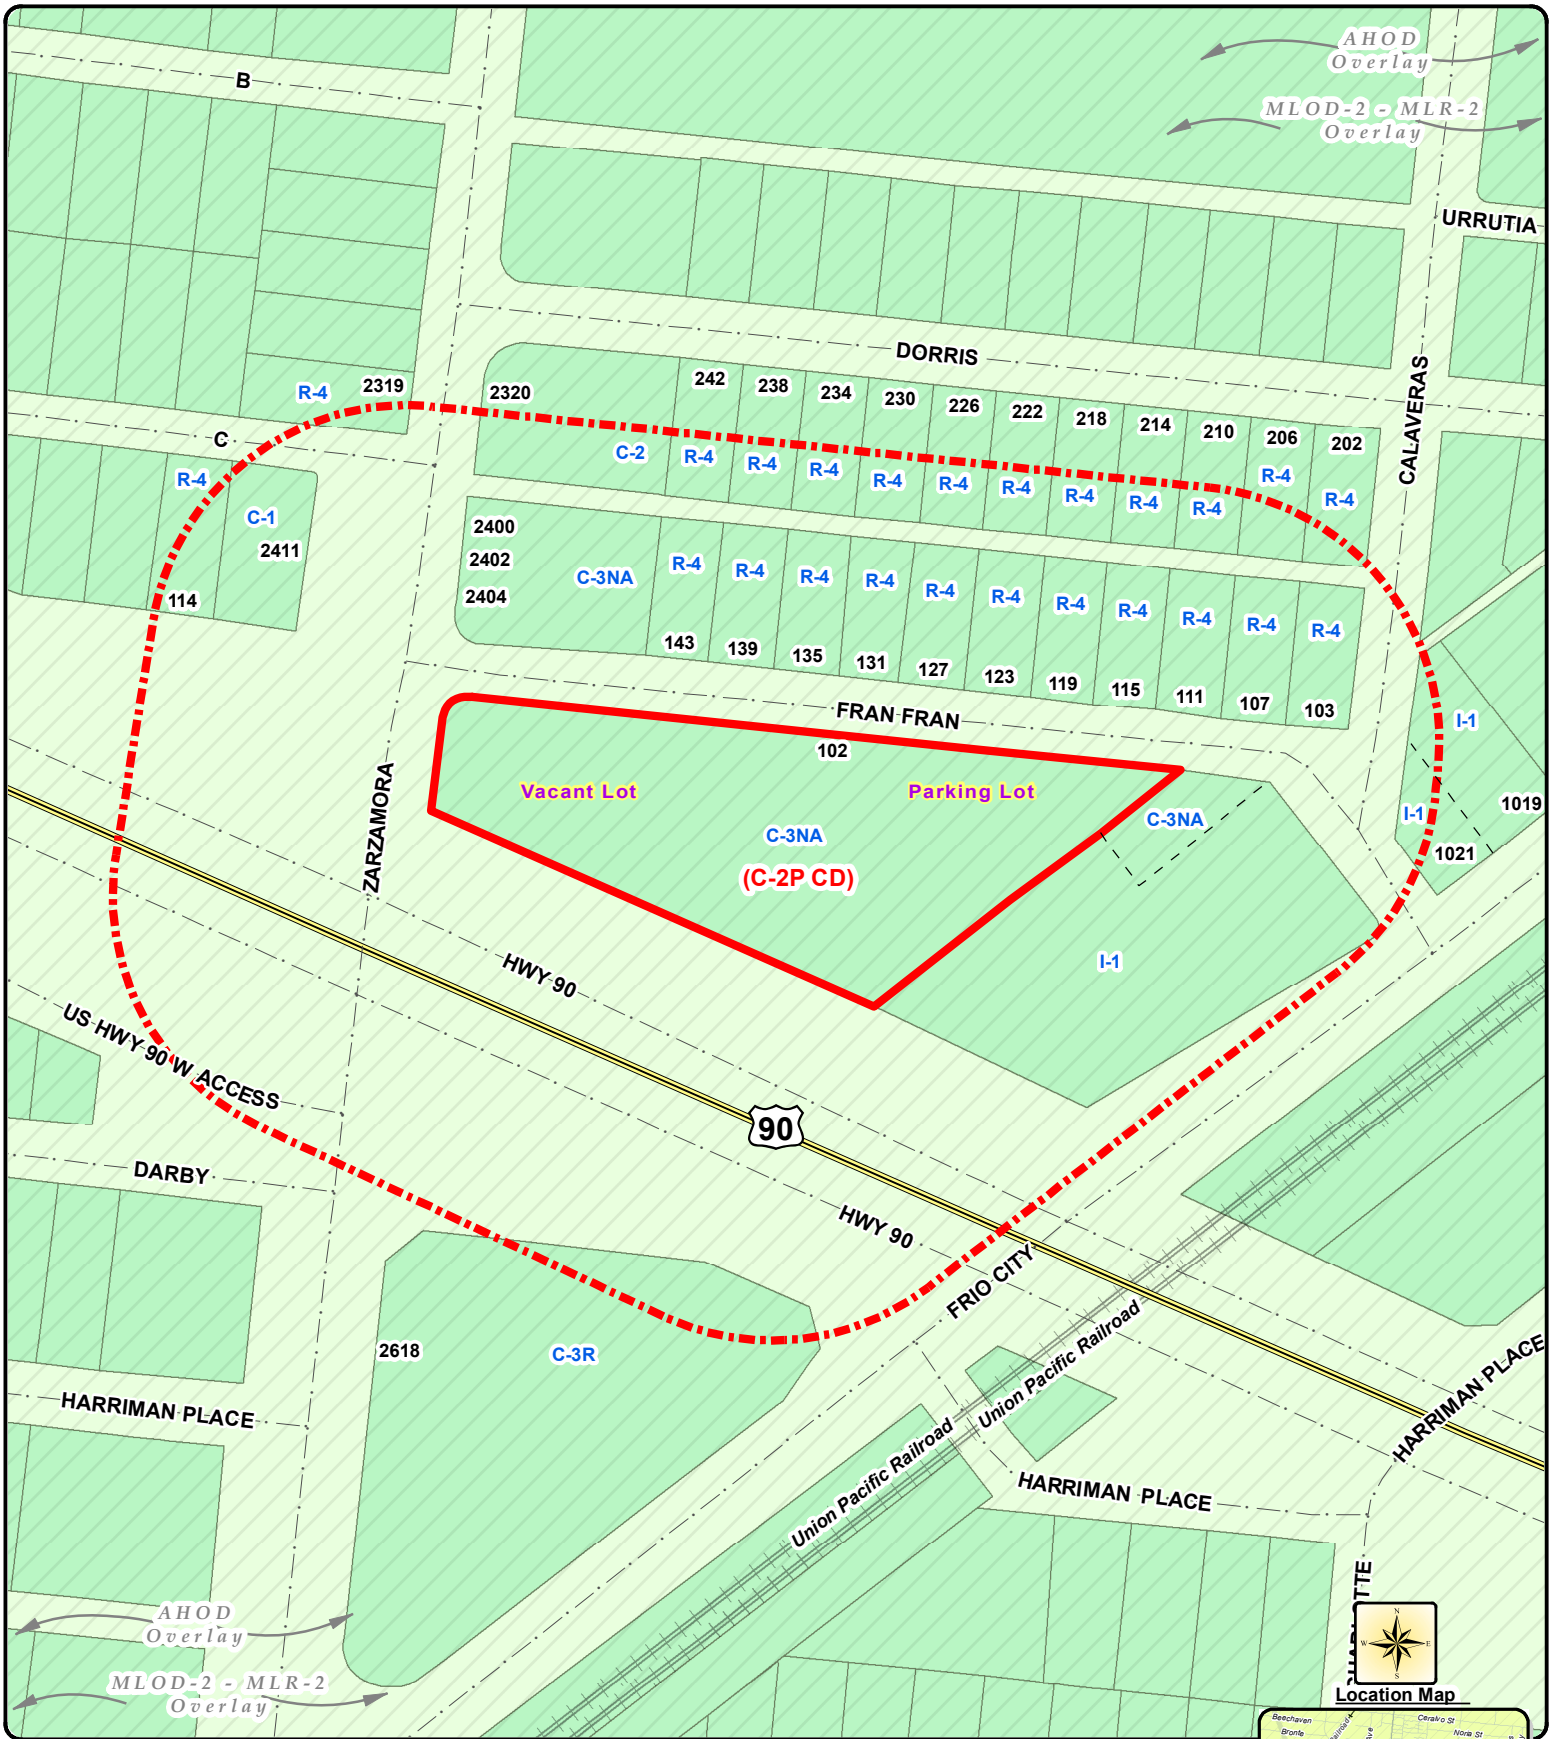 AHOD
Overlay
B
MLOD-2 - MLR-2
Overlay
URRUTIA
DORRIS
CALAVERAS
R-4
2319
2320
242
238
234
230
226
222
218
214
210
206
202
C
C-2
R-4
R-4
R-4
R-4
R-4
R-4
R-4
R-4
R-4
R-4
R-4
R-4
C-1
2411
114
2400
2402
2404
C-3NA
R-4
R-4
R-4
R-4
R-4
R-4
R-4
R-4
R-4
R-4
R-4
143
139
135
131
127
123
119
115
111
107
103
FRAN FRAN
102
I-1
Vacant Lot
Parking Lot
ZARZAMORA
C-3NA
(C-2P CD)
C-3NA
I-1
1019
1021
I-1
HWY 90
US HWY 90 W ACCESS
90
DARBY
HWY 90
FRIO CITY
2618
C-3R
Union Pacific Railroad
Union Pacific Railroad
HARRIMAN PLACE
HARRIMAN PLACE
HARRIMAN PLACE
AHOD
Overlay
MLOD-2 - MLR-2
Overlay
N
W
E
S
Location Map
Beechaven
Bronte
Ceralvo St
Noria St